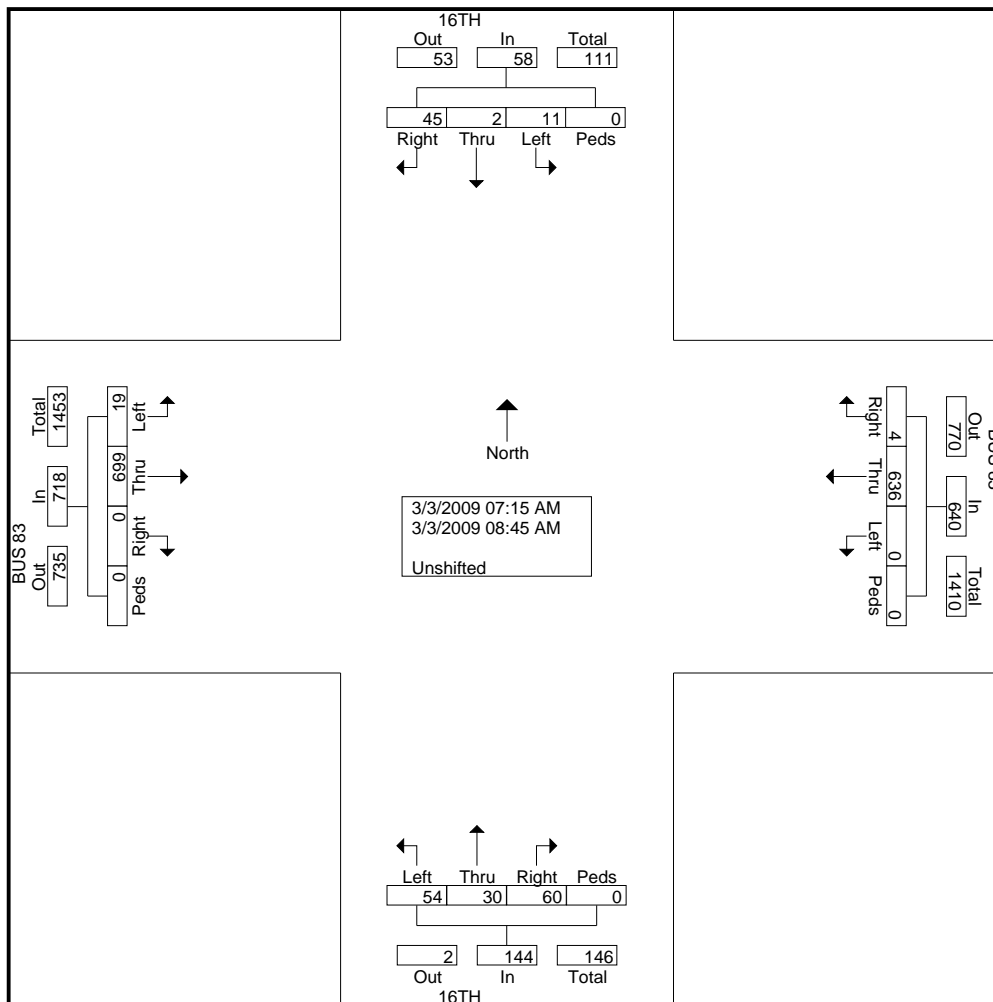 16TH
Out In Total
53 58 111
45 2 11 0
Right Thru Left Peds
Total In Out
1453 718 735
BUS 83
19 699 0 0
Left Thru Right Peds
North
3/3/2009 07:15 AM
3/3/2009 08:45 AM
Unshifted
Right Thru Left Peds
4 636 0 0
Out In Total
770 640 1410
Left Thru Right Peds
54 30 60 0
2 144 146
Out In Total
16TH